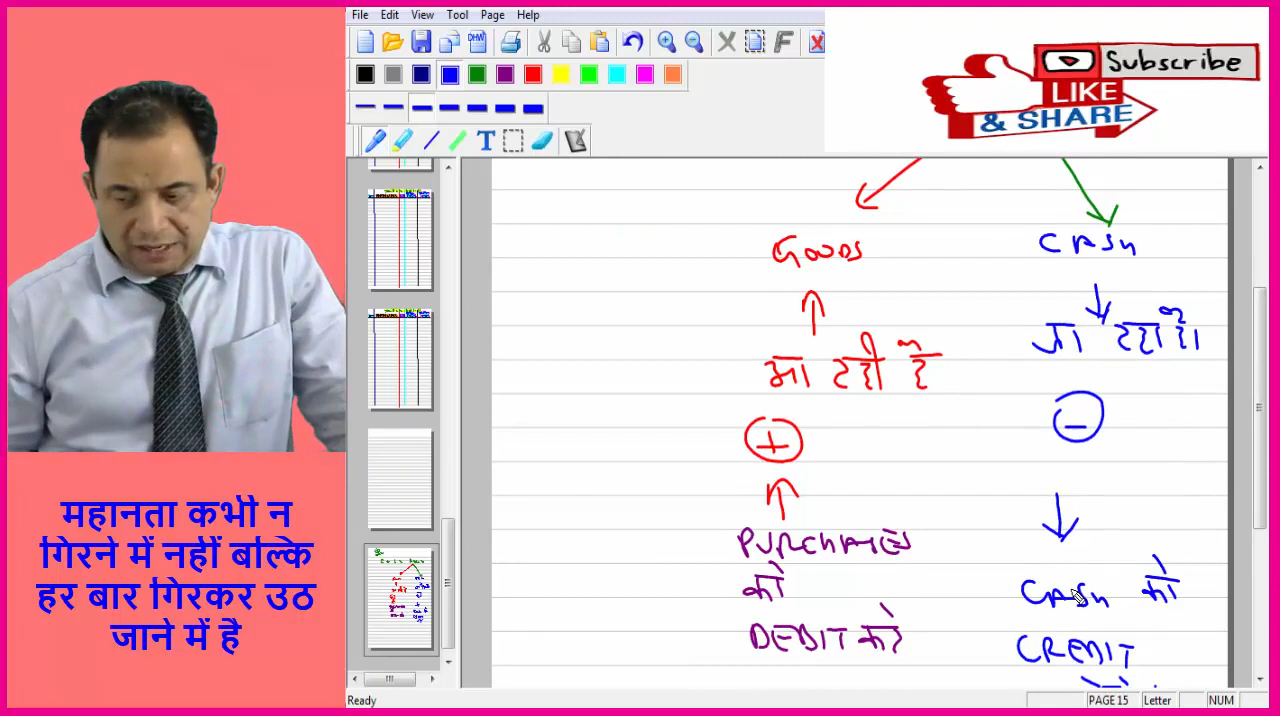 File Edit View Tool Page Help
Subscribe
LIKE
& SHARE
GOODS
CASH
आ रही है
जा रहा है
+
-
PURCHASES
को
DEBIT करो
CASH को
CREDIT
महानता कभी न
गिरने में नहीं बल्कि
हर बार गिरकर उठ
जाने में है
Ready
PAGE 15 Letter NUM